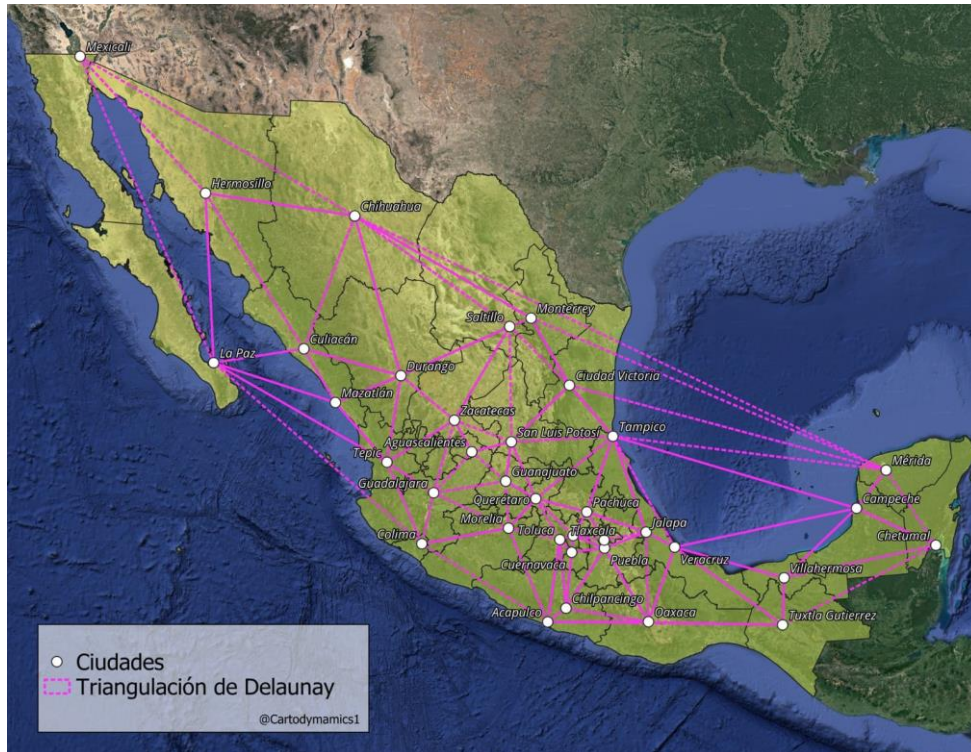 Mexicali
Hermosillo
Chihuahua
Montérrey
Saltillo
Culiacán
La Paz
Durango
Ciudad Victoria
Mazatlán
Zacatecas
Tampico
San Luis Potosí
Aguascalientes
Tepic
Mérida
Guanajuato
Guadalajara
Querétaro
Campeche
Pachuca
Morelia
Toluca
Tlaxcala
Jalapa
Colima
Chetumal
Veracruz
Puebla
Cuernavaca
Villahermosa
Chilpancingo
Acapulco
Oaxaca
Tuxtla Gutierrez
Ciudades
Triangulación de Delaunay
@Cartodymamics1